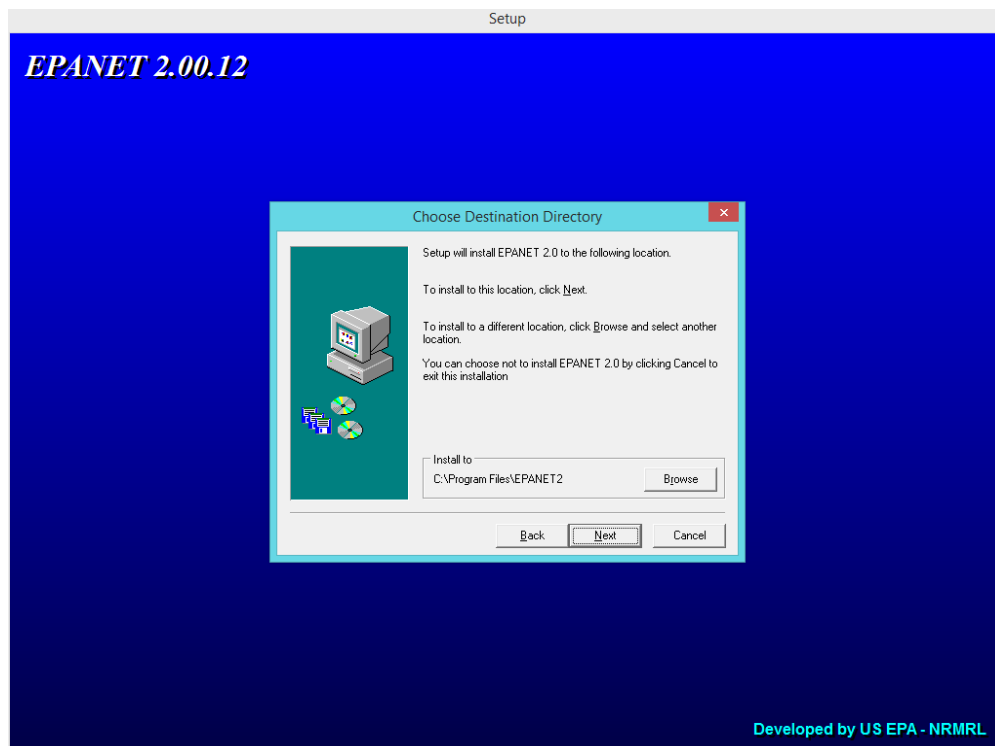 Setup
EPANET 2.00.12
Choose Destination Directory
Setup will install EPANET 2.0 to the following location.
To install to this location, click Next.
To install to a different location, click Browse and select another
location.
You can choose not to install EPANET 2.0 by clicking Cancel to
exit this installation
Install to
C:\Program Files\EPANET2
Browse
Back
Next
Cancel
Developed by US EPA - NRMRL